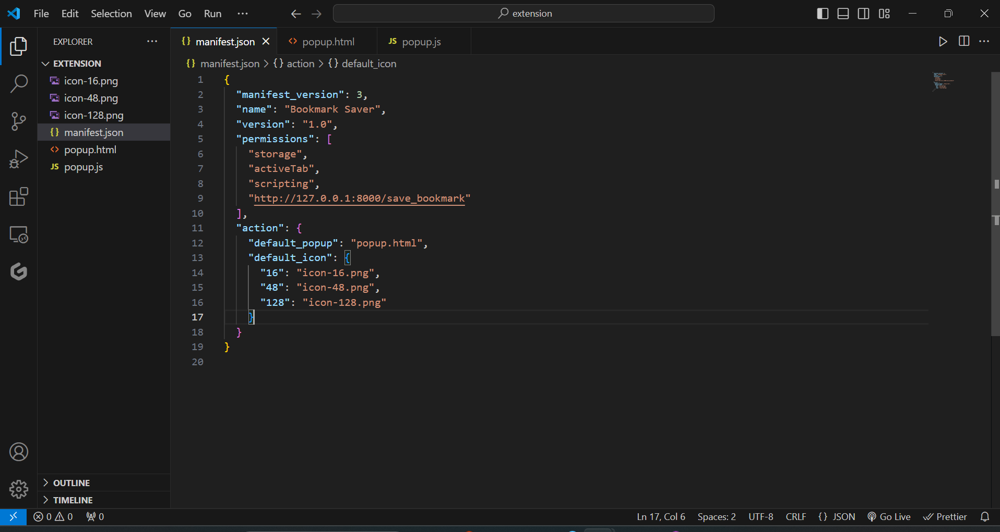 File Edit Selection View Go Run ··· extension
EXPLORER ···
EXTENSION
icon-16.png
icon-48.png
icon-128.png
{} manifest.json
<> popup.html
JS popup.js
OUTLINE
TIMELINE
{} manifest.json
<> popup.html
JS popup.js
{} manifest.json > {} action > {} default_icon
1 {
2 "manifest_version": 3,
3 "name": "Bookmark Saver",
4 "version": "1.0",
5 "permissions": [
6 "storage",
7 "activeTab",
8 "scripting",
9 "http://127.0.0.1:8000/save_bookmark"
10 ],
11 "action": {
12 "default_popup": "popup.html",
13 "default_icon": {
14 "16": "icon-16.png",
15 "48": "icon-48.png",
16 "128": "icon-128.png"
17 }
18 }
19 }
20
0 0 0 Ln 17, Col 6 Spaces: 2 UTF-8 CRLF {} JSON Go Live Prettier